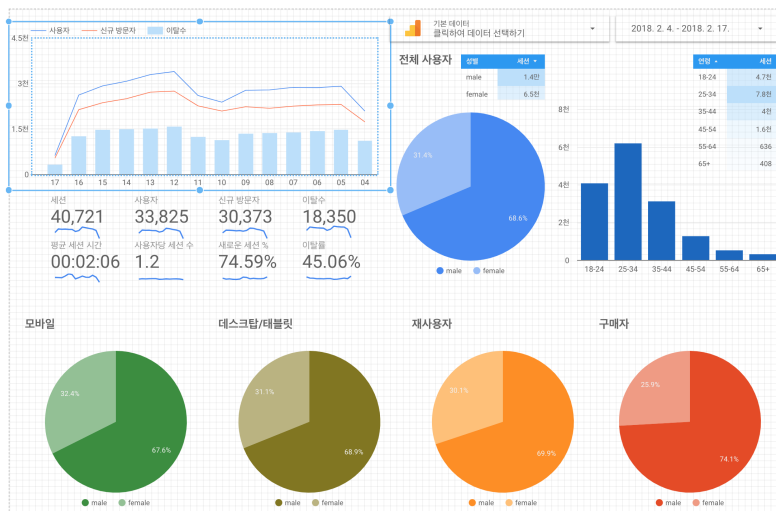 사용자 신규 방문자 이탈수
4.5천
3천
1.5천
0
17 16 15 14 13 12 11 10 09 08 07 06 05 04
기본 데이터
클릭하여 데이터 선택하기
2018. 2. 4. - 2018. 2. 17.
세션 사용자 신규 방문자 이탈수
40,721 33,825 30,373 18,350
평균 세션 시간 사용자당 세션 수 새로운 세션 % 이탈률
00:02:06 1.2 74.59% 45.06%
전체 사용자
성별 세션
male 1.4만
female 6.5천
31.4%
68.6%
male female
연령 세션
18-24 4.7천
25-34 7.8천
35-44 4천
45-54 1.6천
55-64 636
65+ 408
8천
6천
4천
2천
0
18-24 25-34 35-44 45-54 55-64 65+
모바일
32.4%
67.6%
male female
데스크탑/태블릿
31.1%
68.9%
male female
재사용자
30.1%
69.9%
male female
구매자
25.9%
74.1%
male female